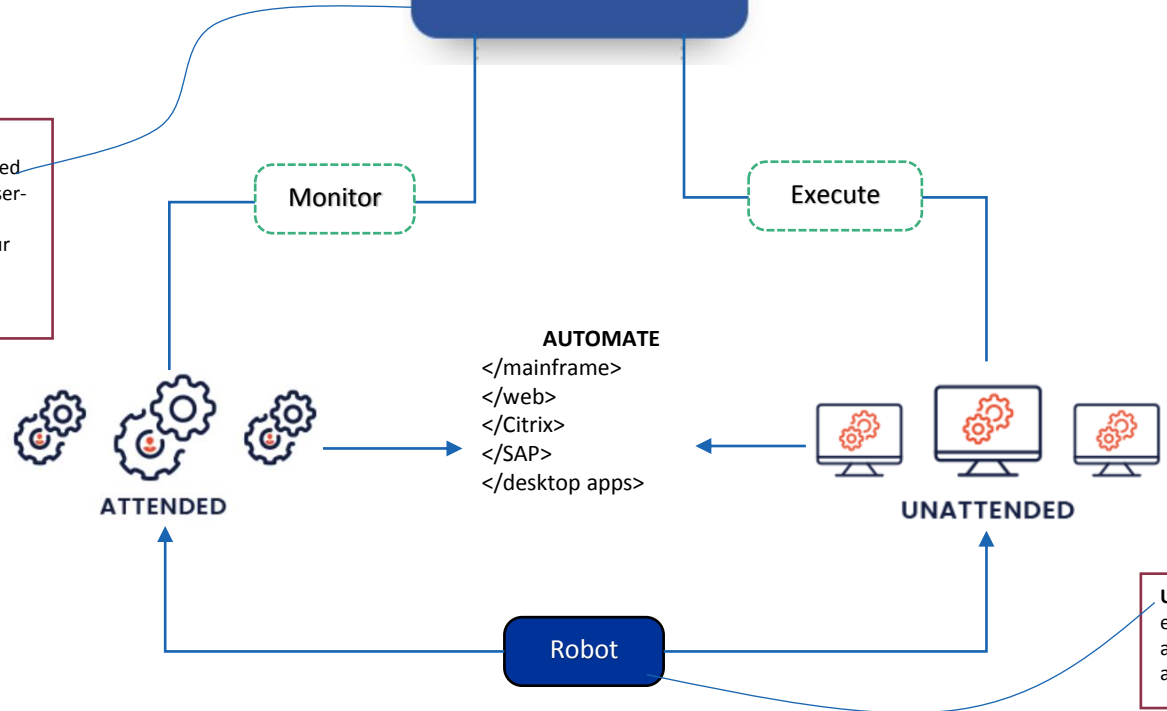 Monitor
Execute
AUTOMATE
</mainframe>
</web>
</Citrix>
</SAP>
</desktop apps>
ATTENDED
UNATTENDED
Robot